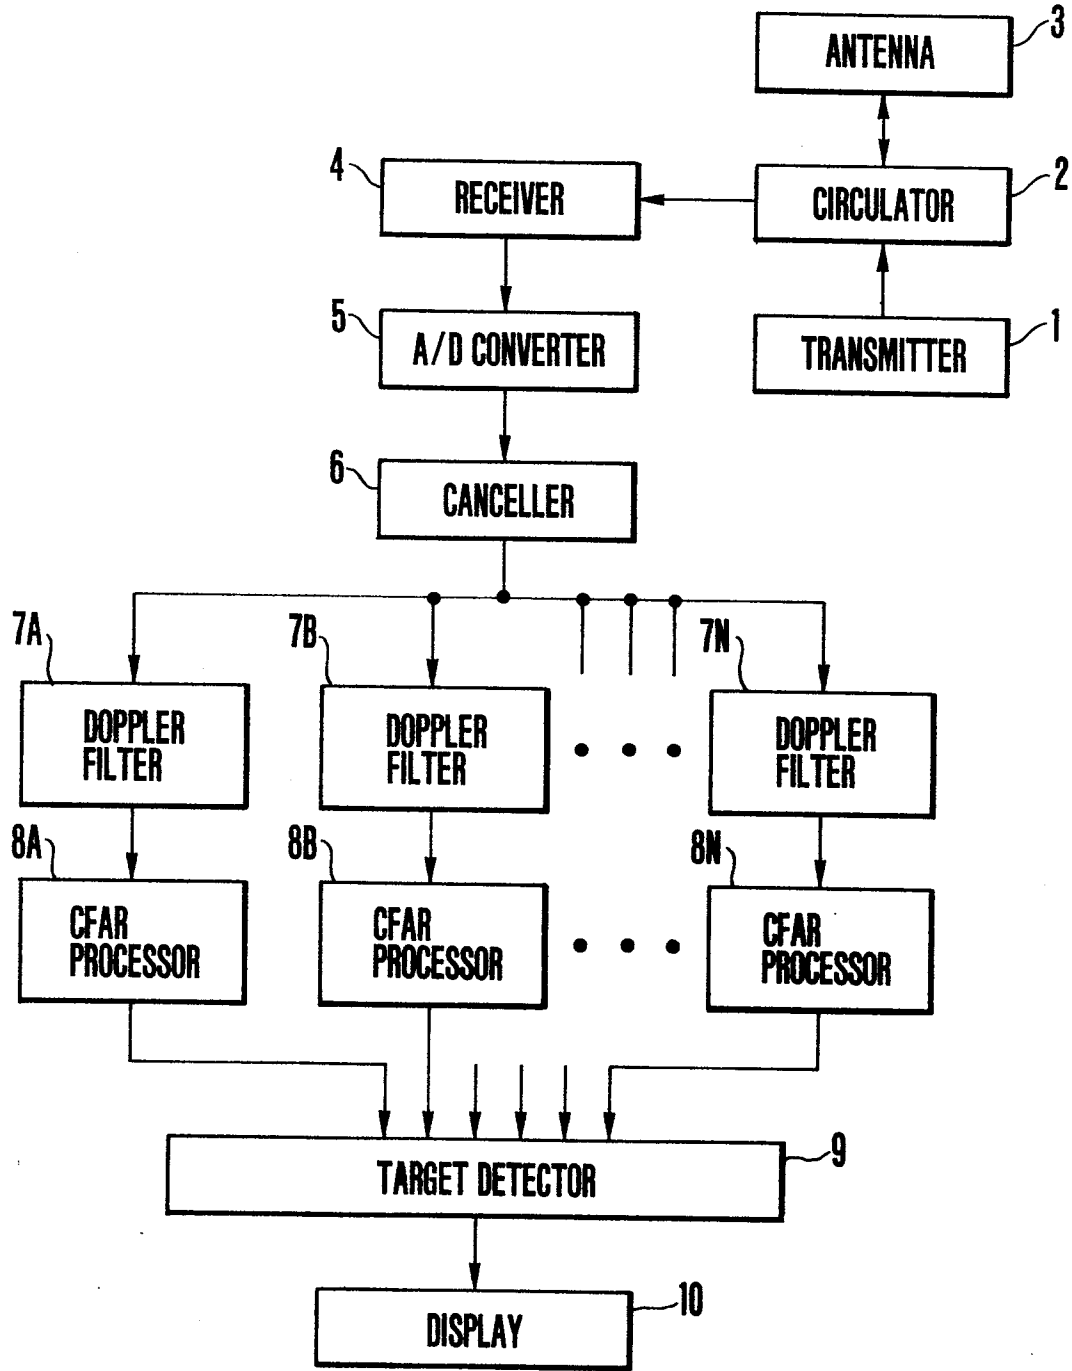 3
ANTENNA
4
2
RECEIVER
CIRCULATOR
5
1
A/D CONVERTER
TRANSMITTER
6
CANCELLER
7A
7B
7N
DOPPLER
FILTER
DOPPLER
FILTER
DOPPLER
FILTER
8A
8B
8N
CFAR
PROCESSOR
CFAR
PROCESSOR
CFAR
PROCESSOR
9
TARGET DETECTOR
10
DISPLAY